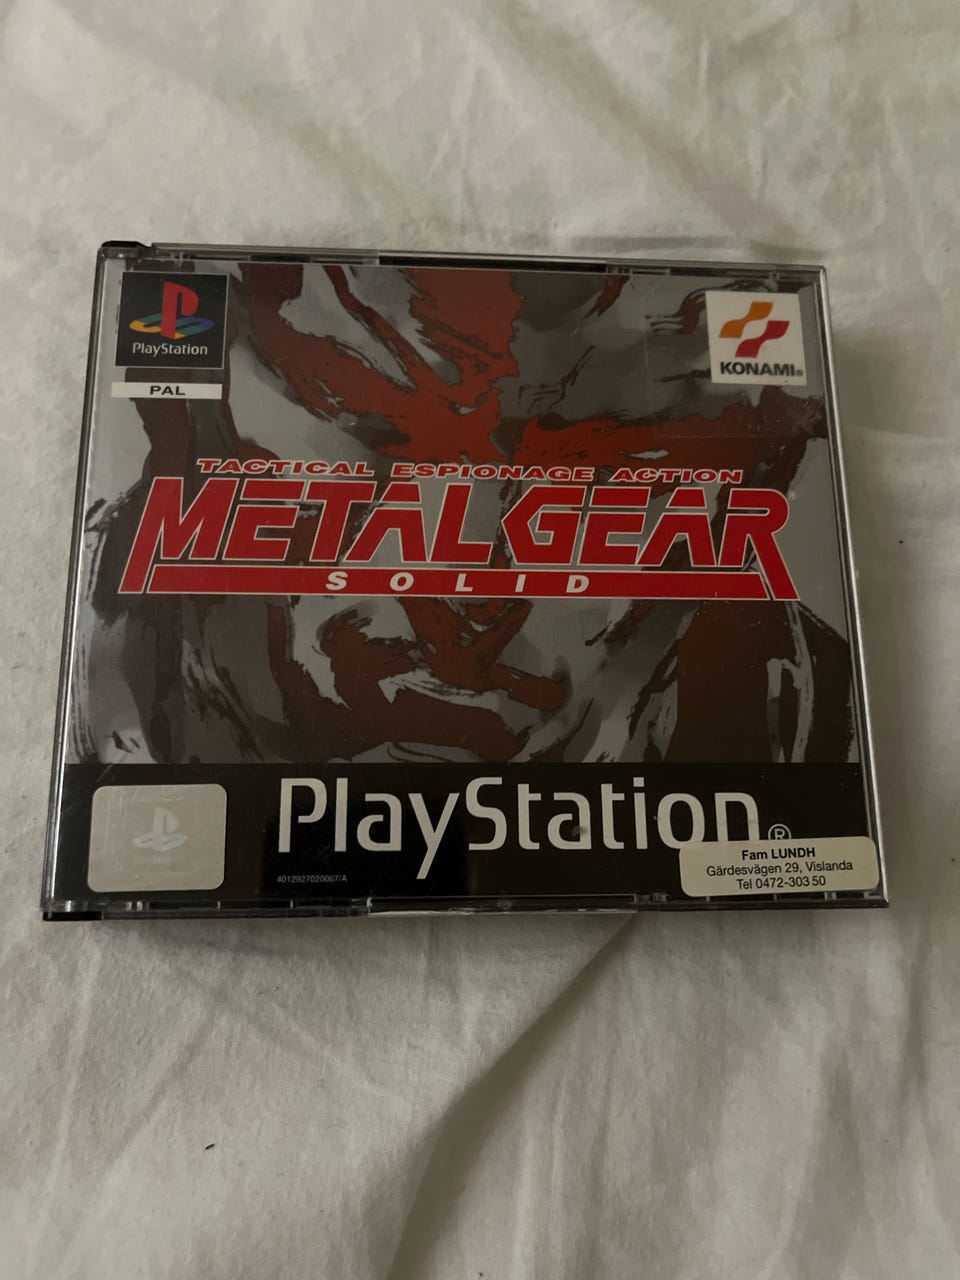 PlayStation
PAL
KONAMI®
TACTICAL ESPIONAGE ACTION
METAL GEAR®
SOLID
PlayStation®
4012927020067/A
Fam LUNDH
Gärdesvägen 29, Vislanda
Tel 0472-303 50